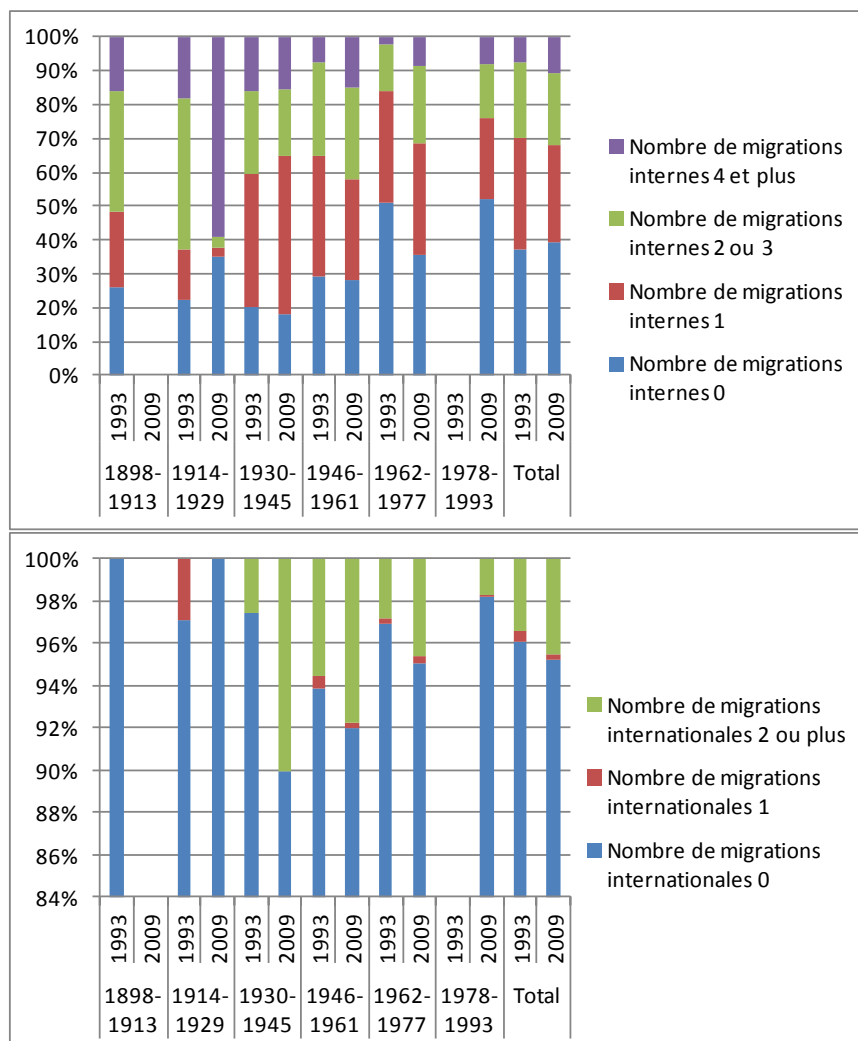 100%
90%
80%
70%
60%
50%
40%
30%
20%
10%
0%
1993 2009 1993 2009 1993 2009 1993 2009 1993 2009 1993 2009 1993 2009
1898- 1914- 1930- 1946- 1962- 1978- Total
1913 1929 1945 1961 1977 1993
Nombre de migrations
internes 4 et plus
Nombre de migrations
internes 2 ou 3
Nombre de migrations
internes 1
Nombre de migrations
internes 0
100%
98%
96%
94%
92%
90%
88%
86%
84%
1993 2009 1993 2009 1993 2009 1993 2009 1993 2009 1993 2009 1993 2009
1898- 1914- 1930- 1946- 1962- 1978- Total
1913 1929 1945 1961 1977 1993
Nombre de migrations
internationales 2 ou plus
Nombre de migrations
internationales 1
Nombre de migrations
internationales 0